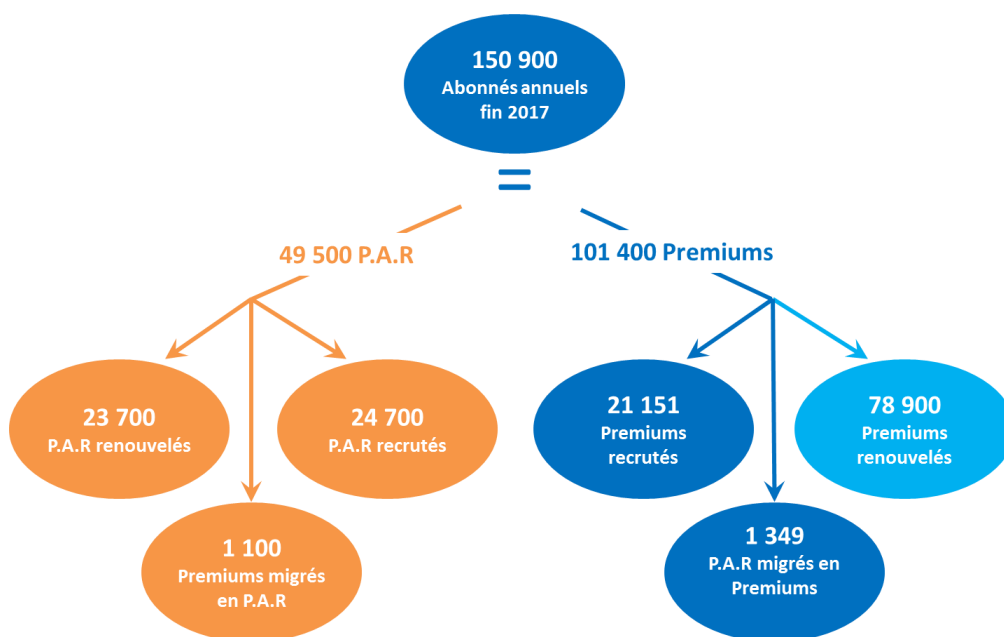 150 900
Abonnés annuels
fin 2017
=
49 500 P.A.R
101 400 Premiums
23 700
P.A.R renouvelés
24 700
P.A.R recrutés
1 100
Premiums migrés
en P.A.R
21 151
Premiums
recrutés
78 900
Premiums
renouvelés
1 349
P.A.R migrés en
Premiums